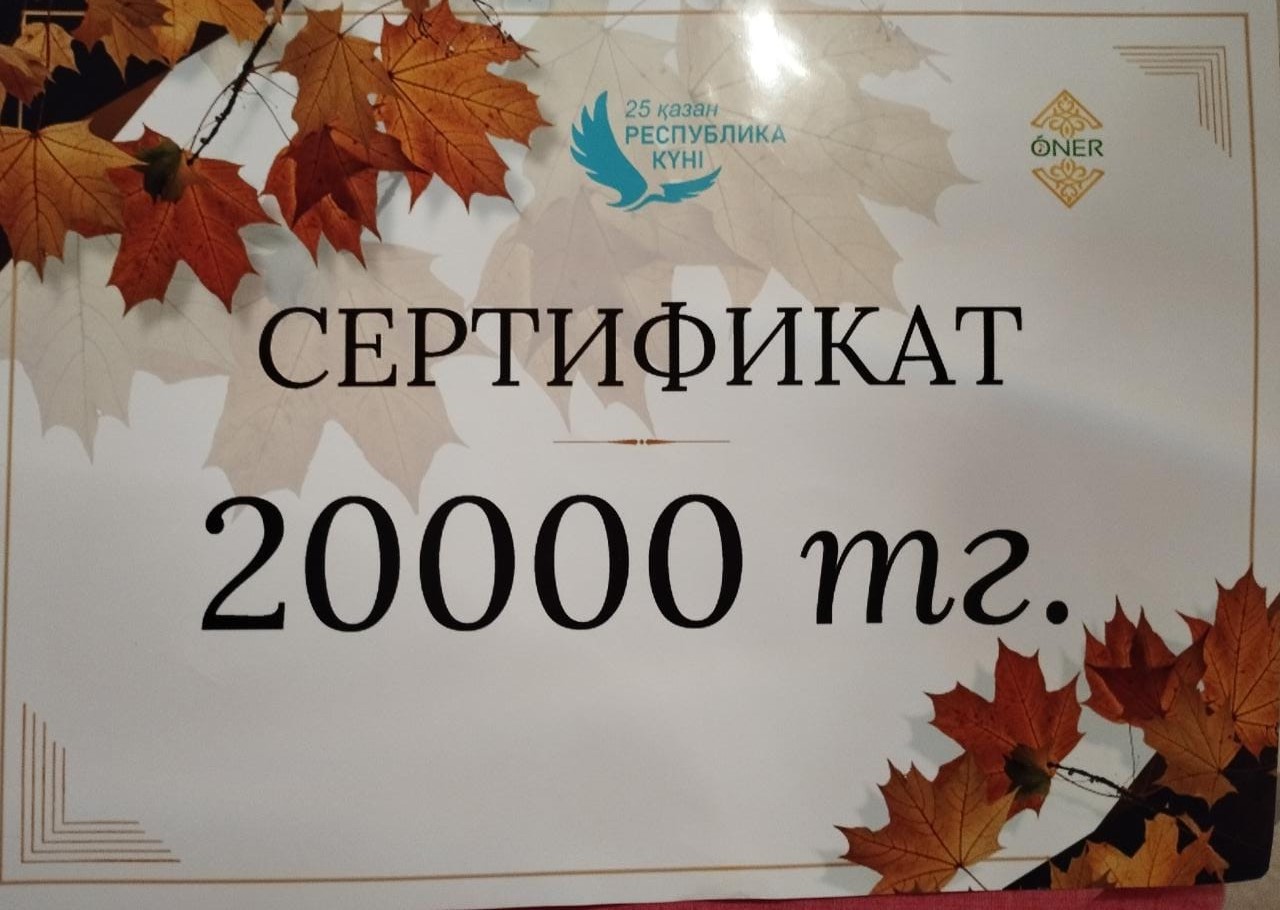 25 қазан
РЕСПУБЛИКА
КҮНІ
ÓNER
СЕРТИФИКАТ
20000 тг.